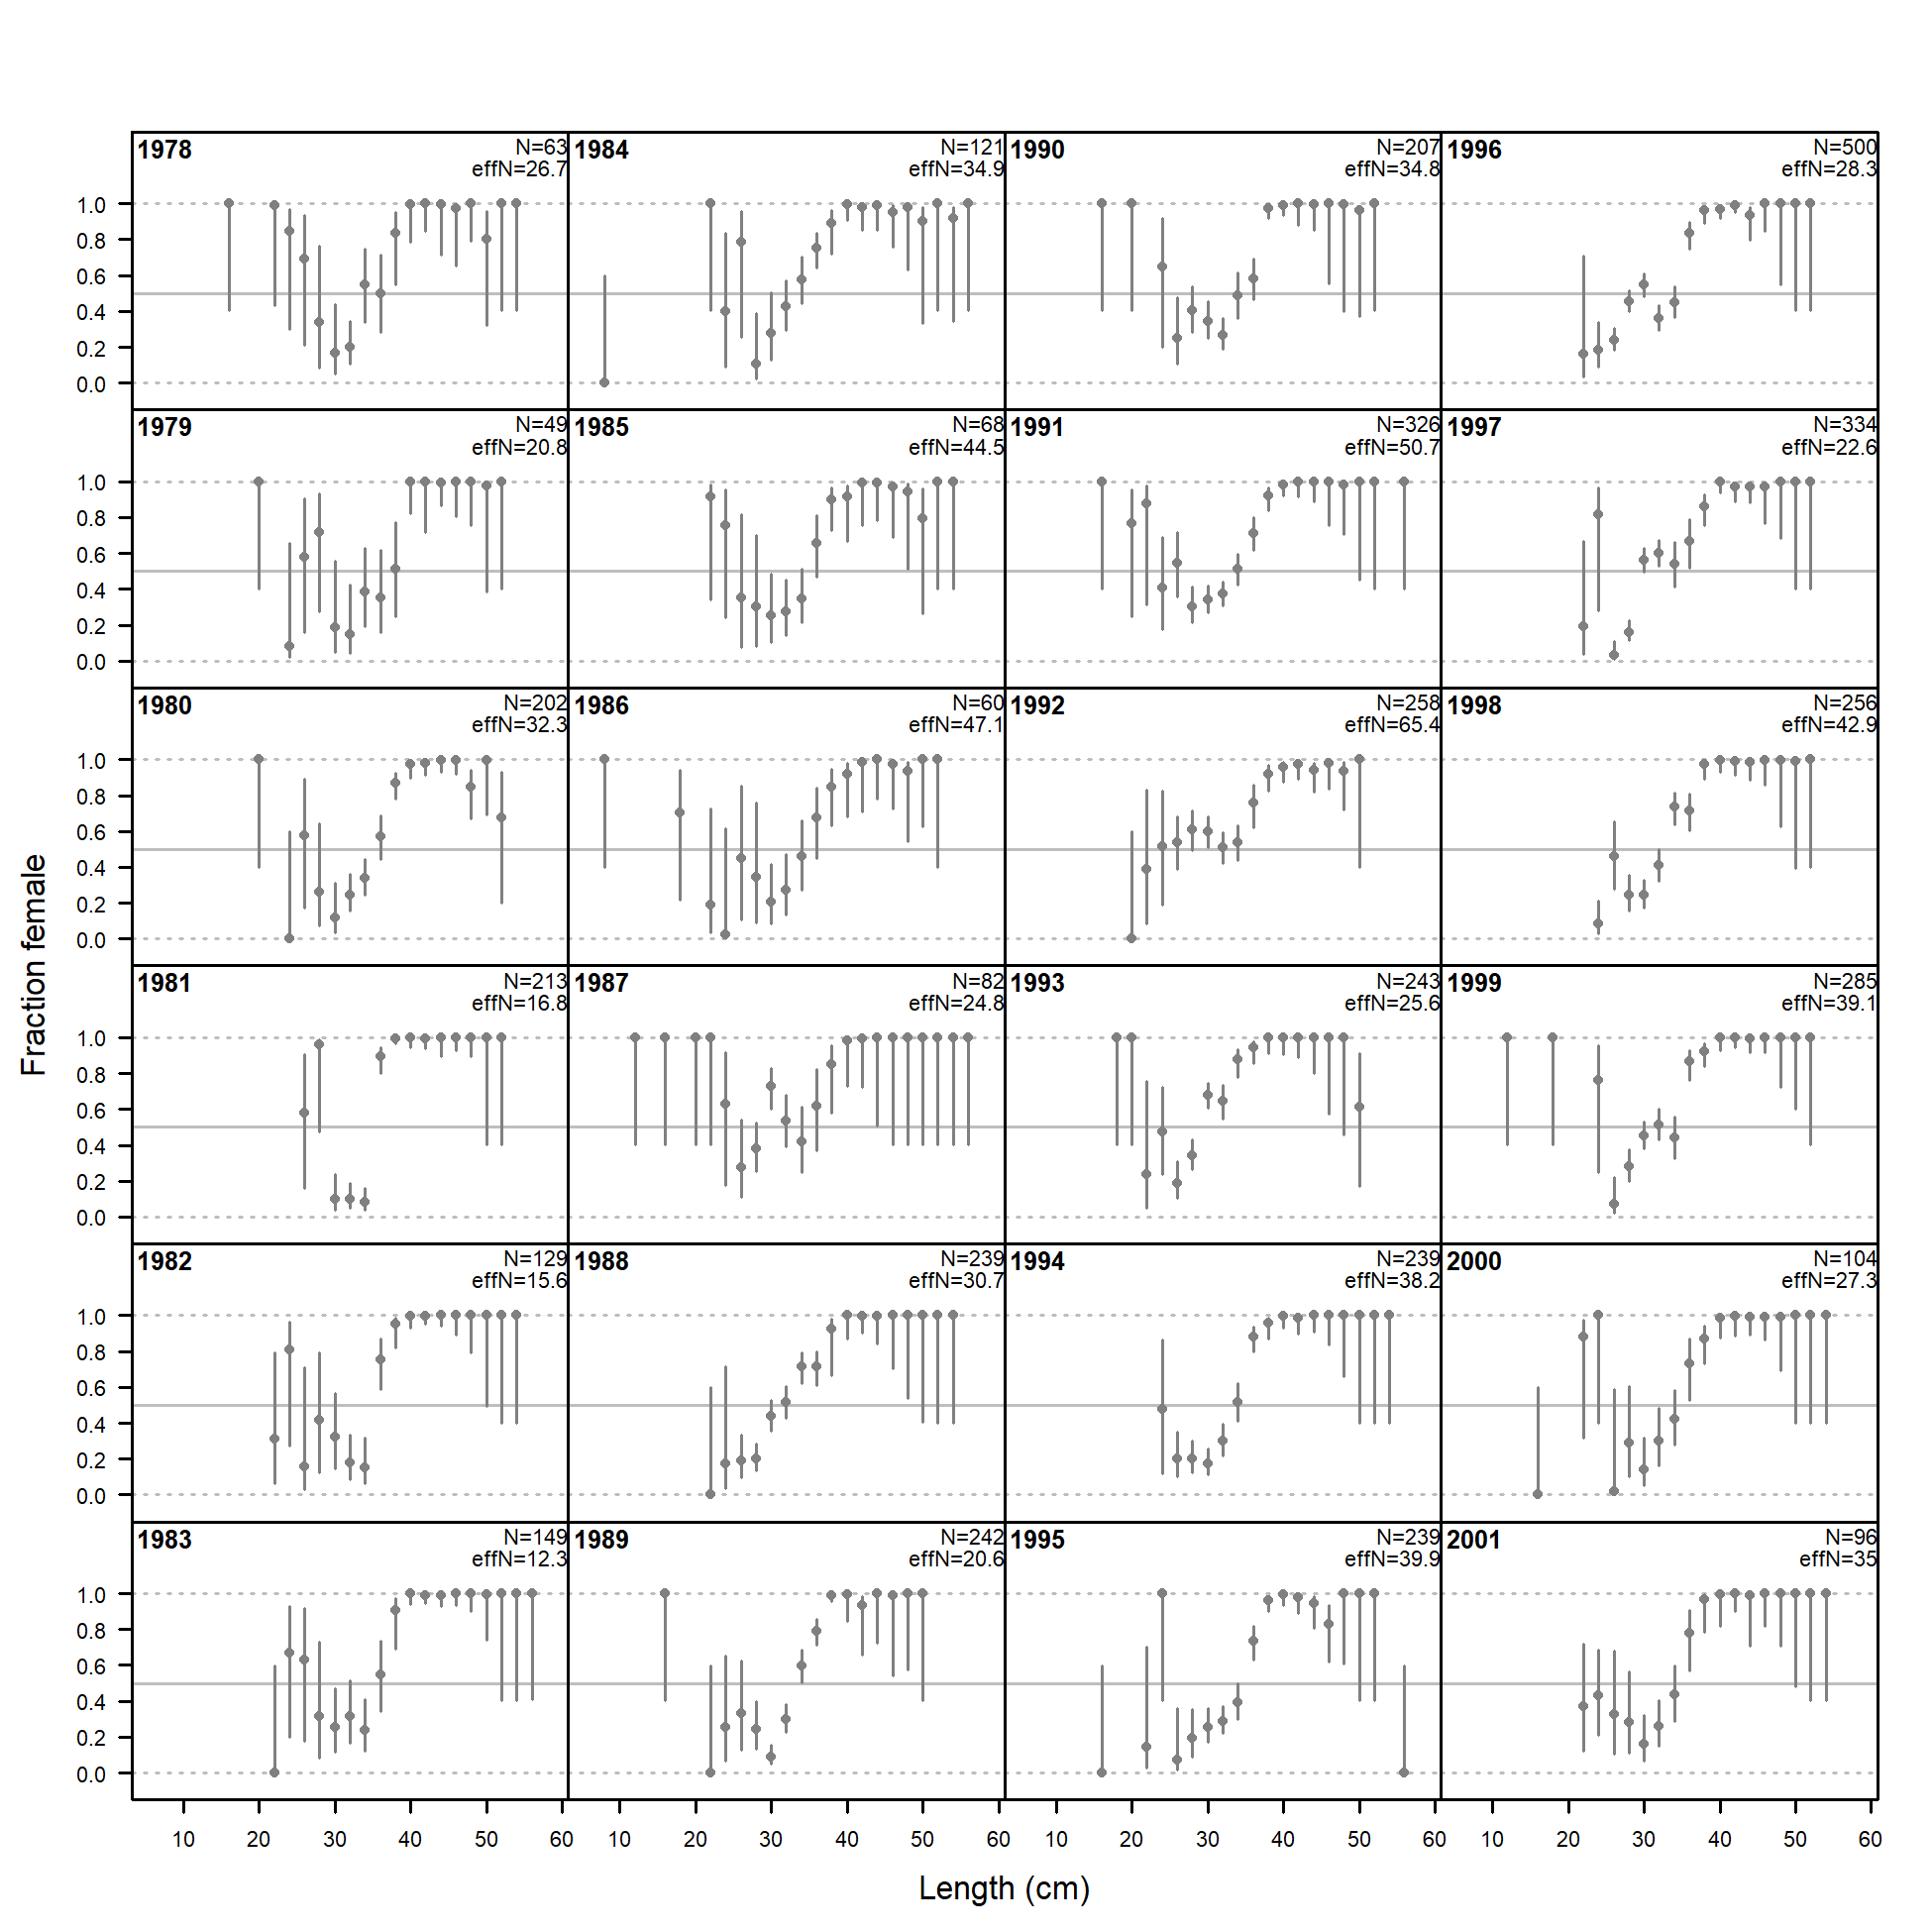 1978 N=63 1984 N=121 1990 N=207 1996 N=500
effN=26.7 effN=34.9 effN=34.8 effN=28.3
1.0
0.8
0.6
0.4
0.2
0.0
1979 N=49 1985 N=68 1991 N=326 1997 N=334
effN=20.8 effN=44.5 effN=50.7 effN=22.6
1.0
0.8
0.6
0.4
0.2
0.0
1980 N=202 1986 N=60 1992 N=258 1998 N=256
effN=32.3 effN=47.1 effN=65.4 effN=42.9
1.0
0.8
0.6
0.4
0.2
0.0
Fraction female
1981 N=213 1987 N=82 1993 N=243 1999 N=285
effN=16.8 effN=24.8 effN=25.6 effN=39.1
1.0
0.8
0.6
0.4
0.2
0.0
1982 N=129 1988 N=239 1994 N=239 2000 N=104
effN=15.6 effN=30.7 effN=38.2 effN=27.3
1.0
0.8
0.6
0.4
0.2
0.0
1983 N=149 1989 N=242 1995 N=239 2001 N=96
effN=12.3 effN=20.6 effN=39.9 effN=35
1.0
0.8
0.6
0.4
0.2
0.0
10 20 30 40 50 60 10 20 30 40 50 60 10 20 30 40 50 60 10 20 30 40 50 60
Length (cm)